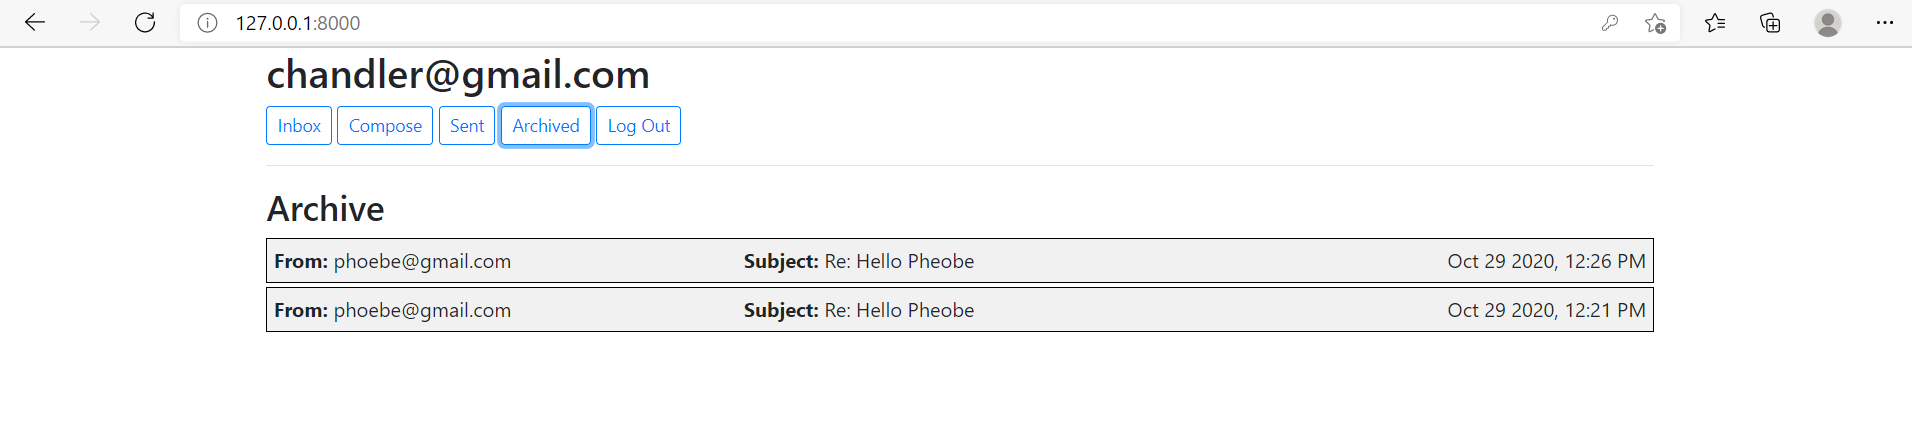 127.0.0.1:8000
chandler@gmail.com
Inbox Compose Sent Archived Log Out
Archive
From: phoebe@gmail.com Subject: Re: Hello Pheobe Oct 29 2020, 12:26 PM
From: phoebe@gmail.com Subject: Re: Hello Pheobe Oct 29 2020, 12:21 PM